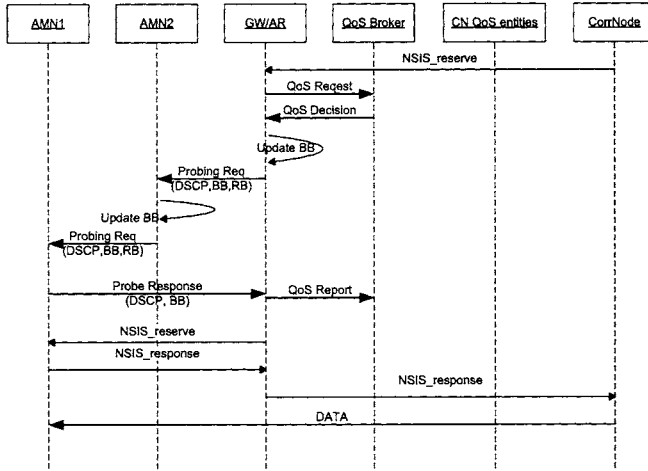 AMN1 AMN2 GW/AR QoS Broker CN QoS entities CorrNode
NSIS_reserve
QoS Reqest
QoS Decision
Update BB
Probing Req
(DSCP,BB,RB)
Update BB
Probing Req
(DSCP,BB,RB)
Probe Response
(DSCP, BB)
QoS Report
NSIS_reserve
NSIS_response
NSIS_response
DATA